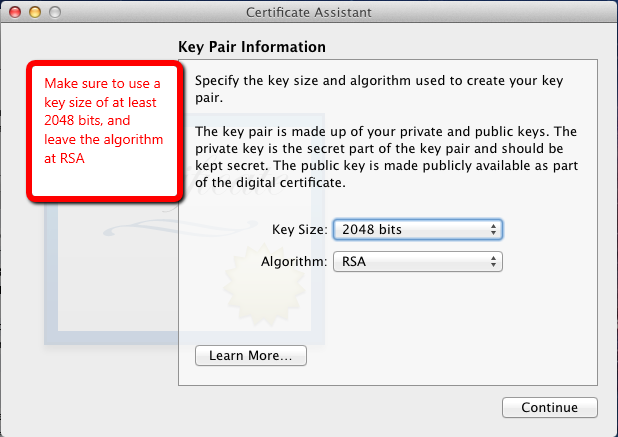 Certificate Assistant
Key Pair Information
Make sure to use a
key size of at least
2048 bits, and
leave the algorithm
at RSA
Specify the key size and algorithm used to create your key
pair.
The key pair is made up of your private and public keys. The
private key is the secret part of the key pair and should be
kept secret. The public key is made publicly available as part
of the digital certificate.
Key Size: 2048 bits
Algorithm: RSA
Learn More...
Continue